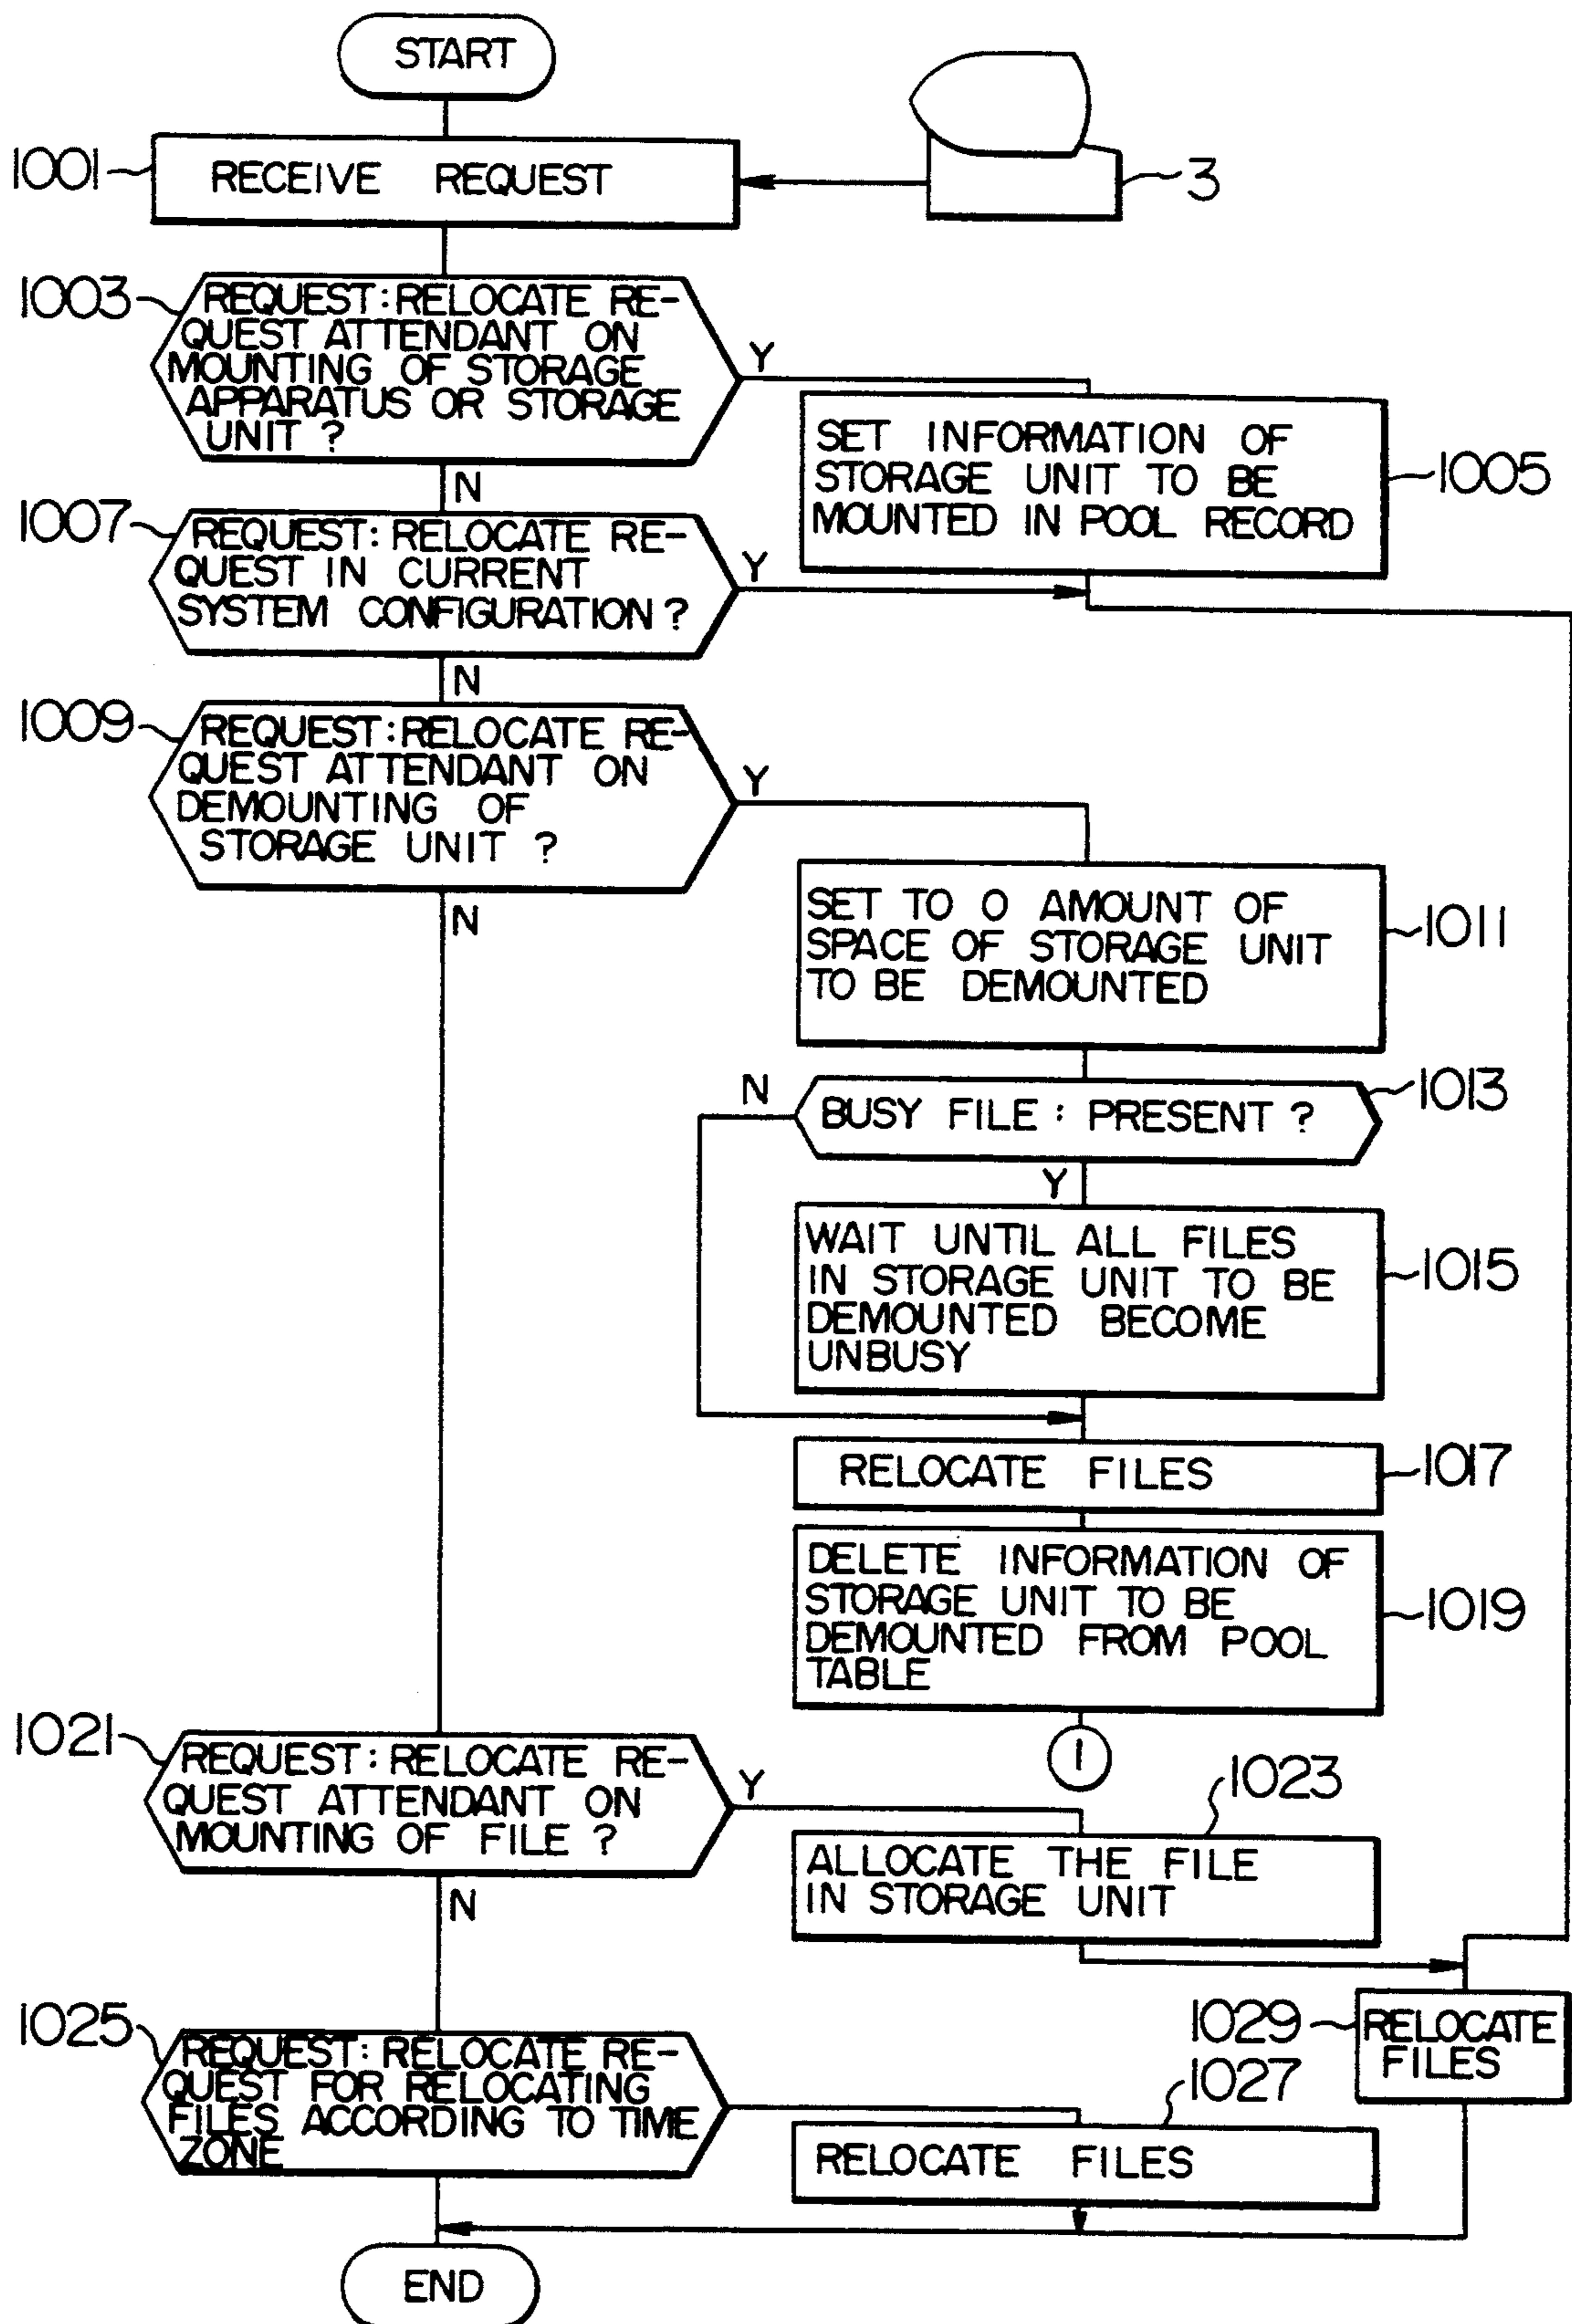 START
1001
RECEIVE REQUEST
3
1003
REQUEST: RELOCATE RE-
QUEST ATTENDANT ON
MOUNTING OF STORAGE
APPARATUS OR STORAGE
UNIT ?
Y
N
SET INFORMATION OF
STORAGE UNIT TO BE
MOUNTED IN POOL RECORD
1005
1007
REQUEST: RELOCATE RE-
QUEST IN CURRENT
SYSTEM CONFIGURATION ?
Y
N
1009
REQUEST: RELOCATE RE-
QUEST ATTENDANT ON
DEMOUNTING OF
STORAGE UNIT ?
Y
N
SET TO 0 AMOUNT OF
SPACE OF STORAGE UNIT
TO BE DEMOUNTED
1011
N
BUSY FILE : PRESENT ?
1013
Y
WAIT UNTIL ALL FILES
IN STORAGE UNIT TO BE
DEMOUNTED BECOME
UNBUSY
1015
RELOCATE FILES
1017
DELETE INFORMATION OF
STORAGE UNIT TO BE
DEMOUNTED FROM POOL
TABLE
1019
1
1021
REQUEST: RELOCATE RE-
QUEST ATTENDANT ON
MOUNTING OF FILE ?
Y
N
1023
ALLOCATE THE FILE
IN STORAGE UNIT
1025
REQUEST: RELOCATE RE-
QUEST FOR RELOCATING
FILES ACCORDING TO TIME
ZONE
1029
RELOCATE
FILES
1027
RELOCATE FILES
END